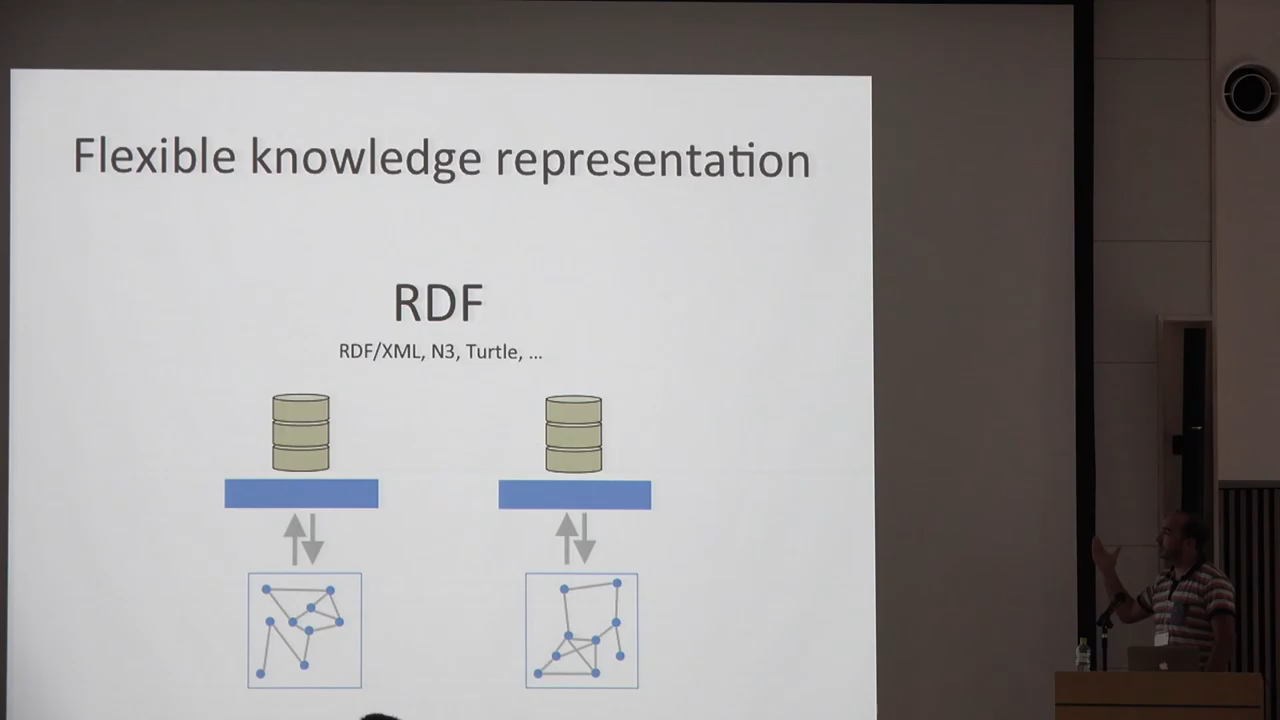 Flexible knowledge representation
RDF
RDF/XML, N3, Turtle, ...